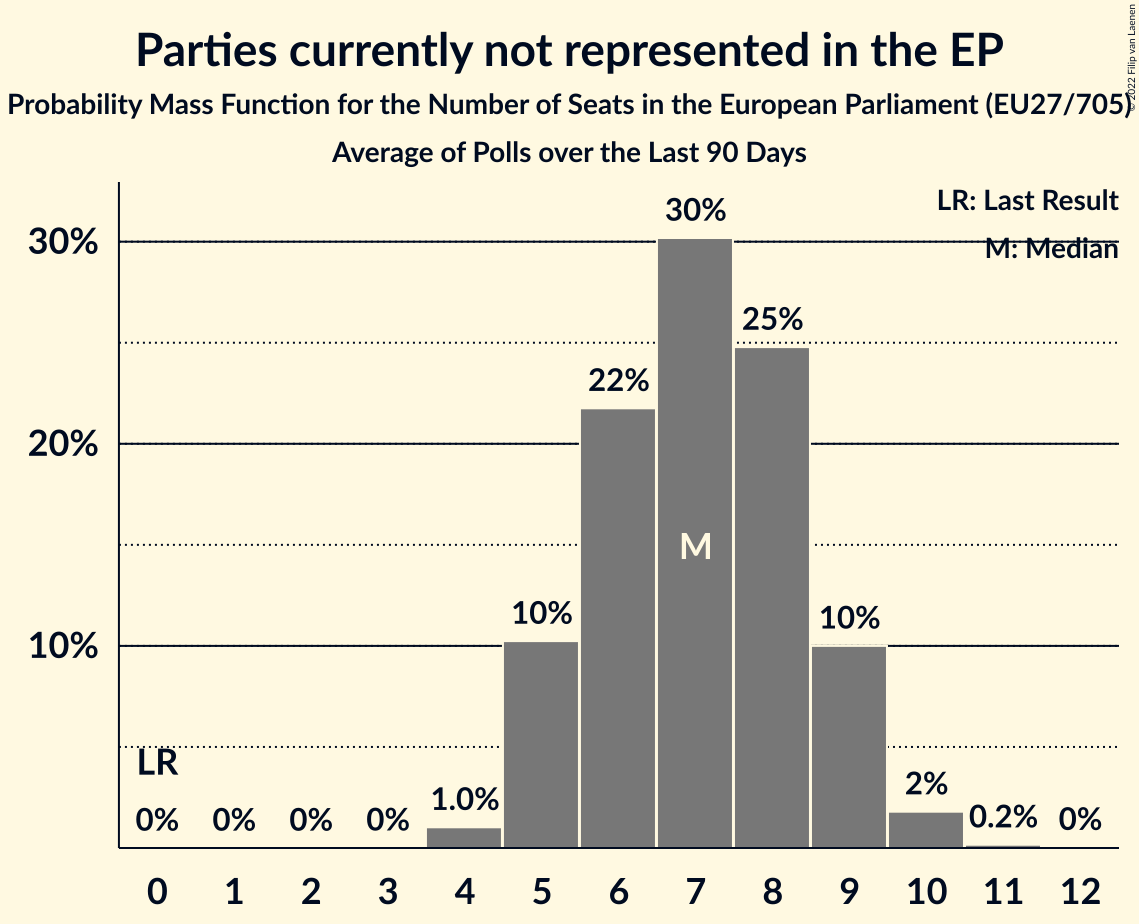 Parties currently not represented in the EP
© 2022 Filip van Laenen
Probability Mass Function for the Number of Seats in the European Parliament (EU27/705)
Average of Polls over the Last 90 Days
LR: Last Result
M: Median
30%
20%
10%
30%
25%
22%
M
10%
10%
LR
0%
0%
0%
0%
1.0%
2%
0.2%
0%
0 1 2 3 4 5 6 7 8 9 10 11 12